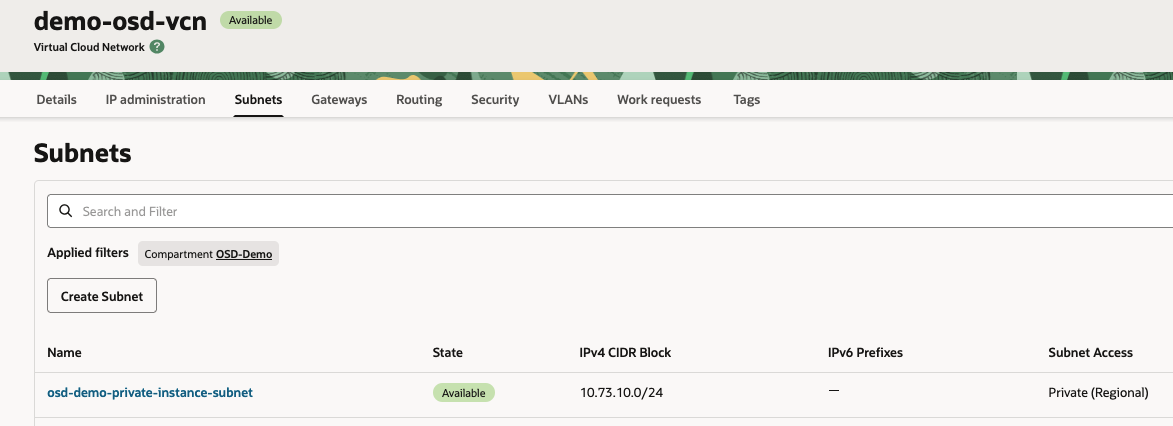 demo-osd-vcn Available
Virtual Cloud Network ?
Details IP administration Subnets Gateways Routing Security VLANs Work requests Tags
Subnets
Search and Filter
Applied filters Compartment OSD-Demo
Create Subnet
Name State IPv4 CIDR Block IPv6 Prefixes Subnet Access
osd-demo-private-instance-subnet Available 10.73.10.0/24 — Private (Regional)